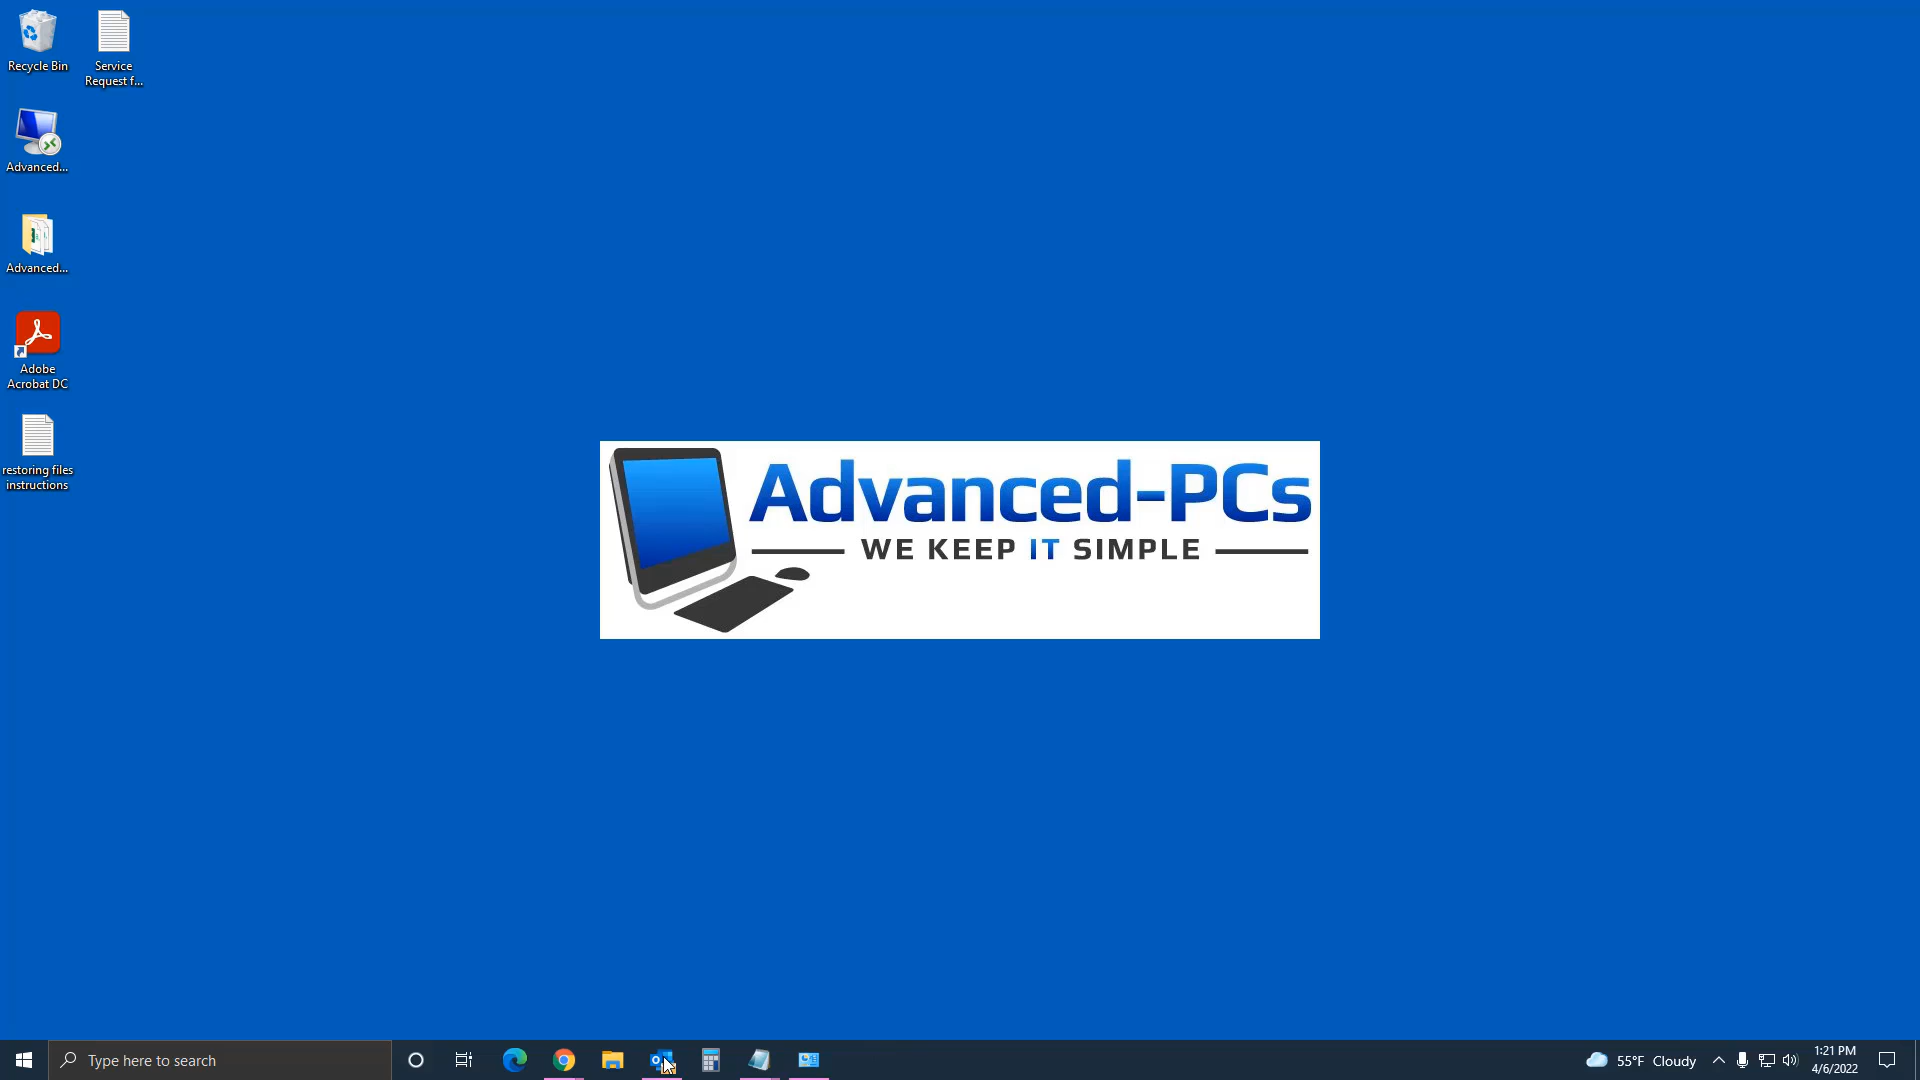 Recycle Bin
Service
Request f...
Advanced...
Advanced...
Adobe
Acrobat DC
restoring files
instructions
Advanced-PCs
WE KEEP IT SIMPLE
Type here to search
55°F Cloudy
1:21 PM
4/6/2022